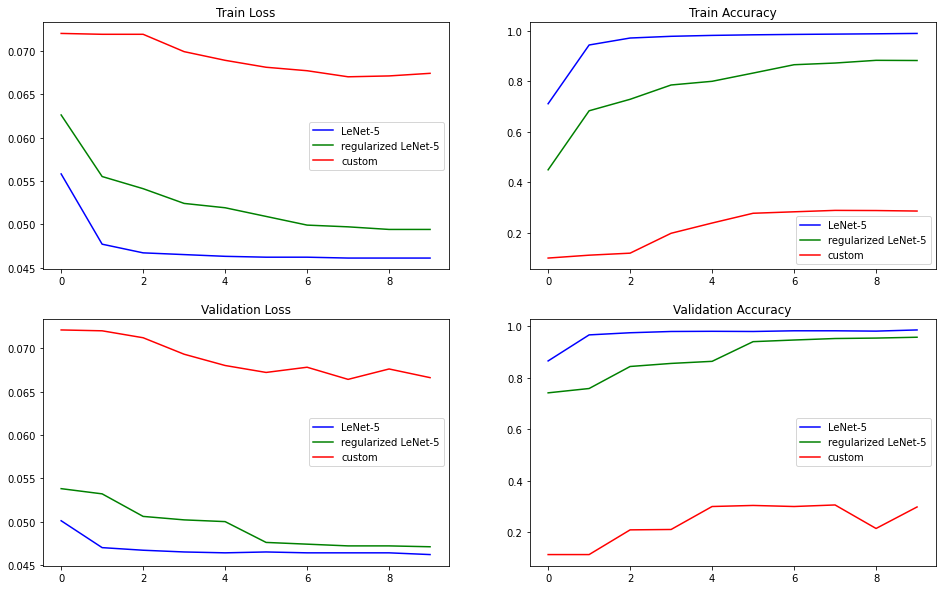 Train Loss
0.070
0.065
0.060
0.055
0.050
0.045
0 2 4 6 8
LeNet-5
regularized LeNet-5
custom
Train Accuracy
1.0
0.8
0.6
0.4
0.2
0 2 4 6 8
LeNet-5
regularized LeNet-5
custom
Validation Loss
0.070
0.065
0.060
0.055
0.050
0.045
0 2 4 6 8
LeNet-5
regularized LeNet-5
custom
Validation Accuracy
1.0
0.8
0.6
0.4
0.2
0 2 4 6 8
LeNet-5
regularized LeNet-5
custom